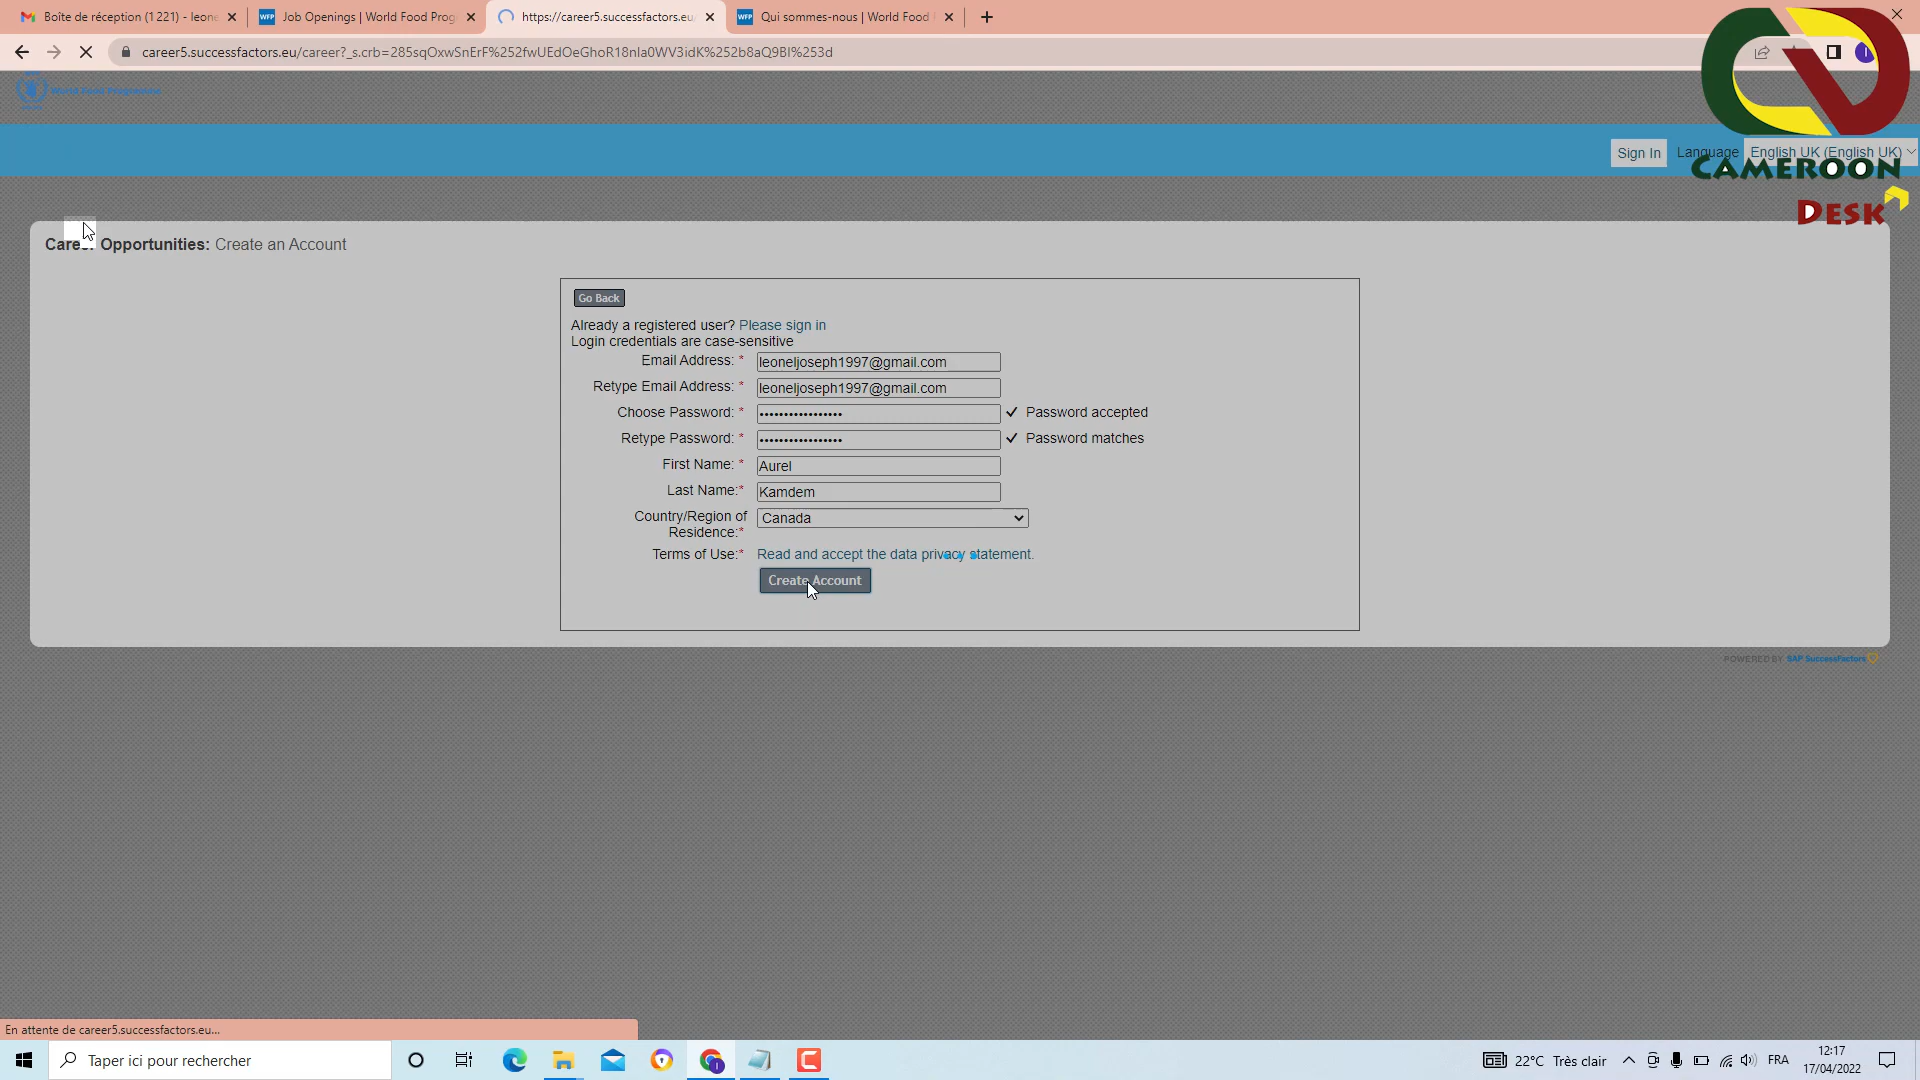 Boîte de réception (1 221) - leone
Job Openings | World Food Prog
https://career5.successfactors.eu
Qui sommes-nous | World Food
career5.successfactors.eu/career?_s.crb=285sqOxwSnErF%252fwUEdOeGhoR18nla0WV3idK%252b8aQ9BI%253d
World Food Programme
Sign In
Language
English UK (English UK)
CAMEROON
DESK
Career Opportunities: Create an Account
Go Back
Already a registered user? Please sign in
Login credentials are case-sensitive
Email Address: * leoneljoseph1997@gmail.com
Retype Email Address: * leoneljoseph1997@gmail.com
Choose Password: * ••••••••••••••••• ✓ Password accepted
Retype Password: * ••••••••••••••••• ✓ Password matches
First Name: * Aurel
Last Name:* Kamdem
Country/Region of Residence:* Canada
Terms of Use:* Read and accept the data privacy statement.
Create Account
POWERED BY SAP SuccessFactors
En attente de career5.successfactors.eu...
Taper ici pour rechercher
22°C Très clair
FRA
12:17
17/04/2022